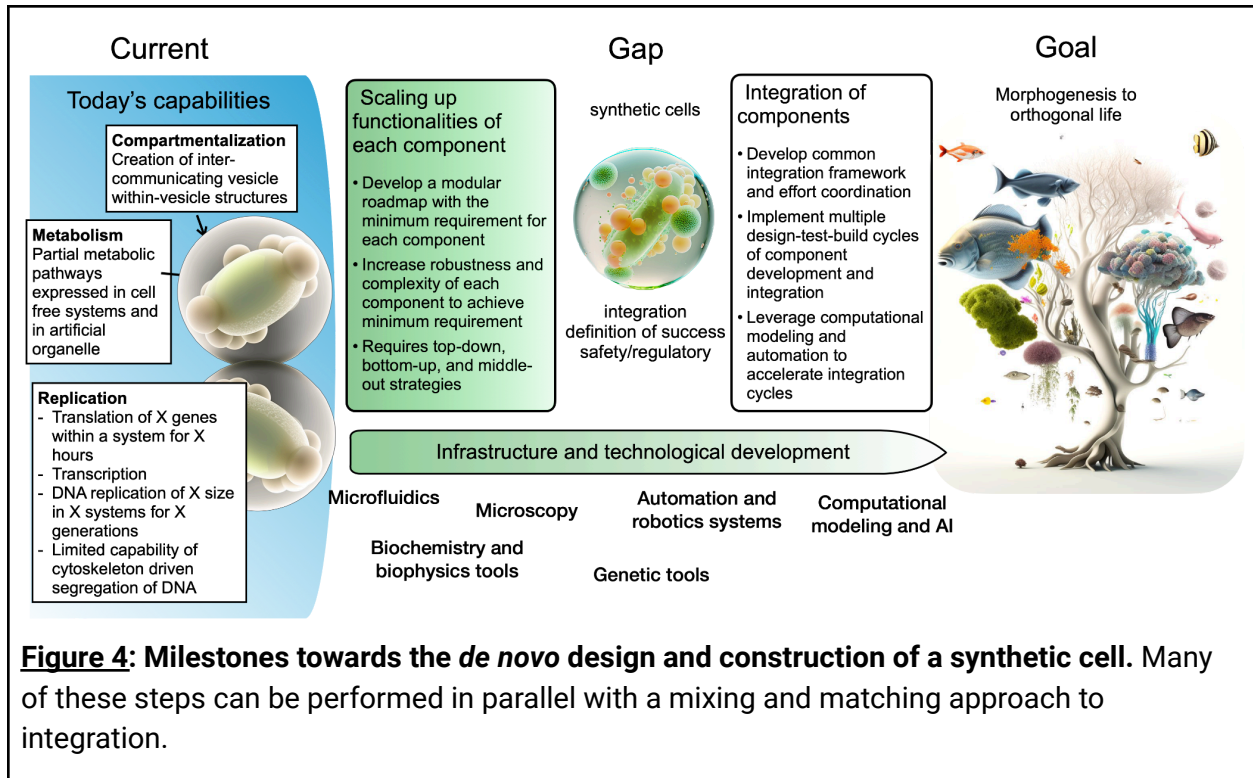 Current
Gap
Goal
Today's capabilities
Compartmentalization
Creation of inter-
communicating vesicle
within-vesicle structures
Metabolism
Partial metabolic
pathways
expressed in cell
free systems and
in artificial
organelle
Replication
- Translation of X genes
within a system for X
hours
- Transcription
- DNA replication of X size
in X systems for X
generations
- Limited capability of
cytoskeleton driven
segregation of DNA
Scaling up
functionalities of
each component
• Develop a modular
roadmap with the
minimum requirement for
each component
• Increase robustness and
complexity of each
component to achieve
minimum requirement
• Requires top-down,
bottom-up, and middle-
out strategies
synthetic cells
integration
definition of success
safety/regulatory
Integration of
components
• Develop common
integration framework
and effort coordination
• Implement multiple
design-test-build cycles
of component
development and
integration
• Leverage computational
modeling and
automation to
accelerate integration
cycles
Morphogenesis to
orthogonal life
Infrastructure and technological development
Microfluidics
Microscopy
Automation and
robotics systems
Computational
modeling and AI
Biochemistry and
biophysics tools
Genetic tools
Figure 4: Milestones towards the de novo design and construction of a synthetic cell. Many
of these steps can be performed in parallel with a mixing and matching approach to
integration.